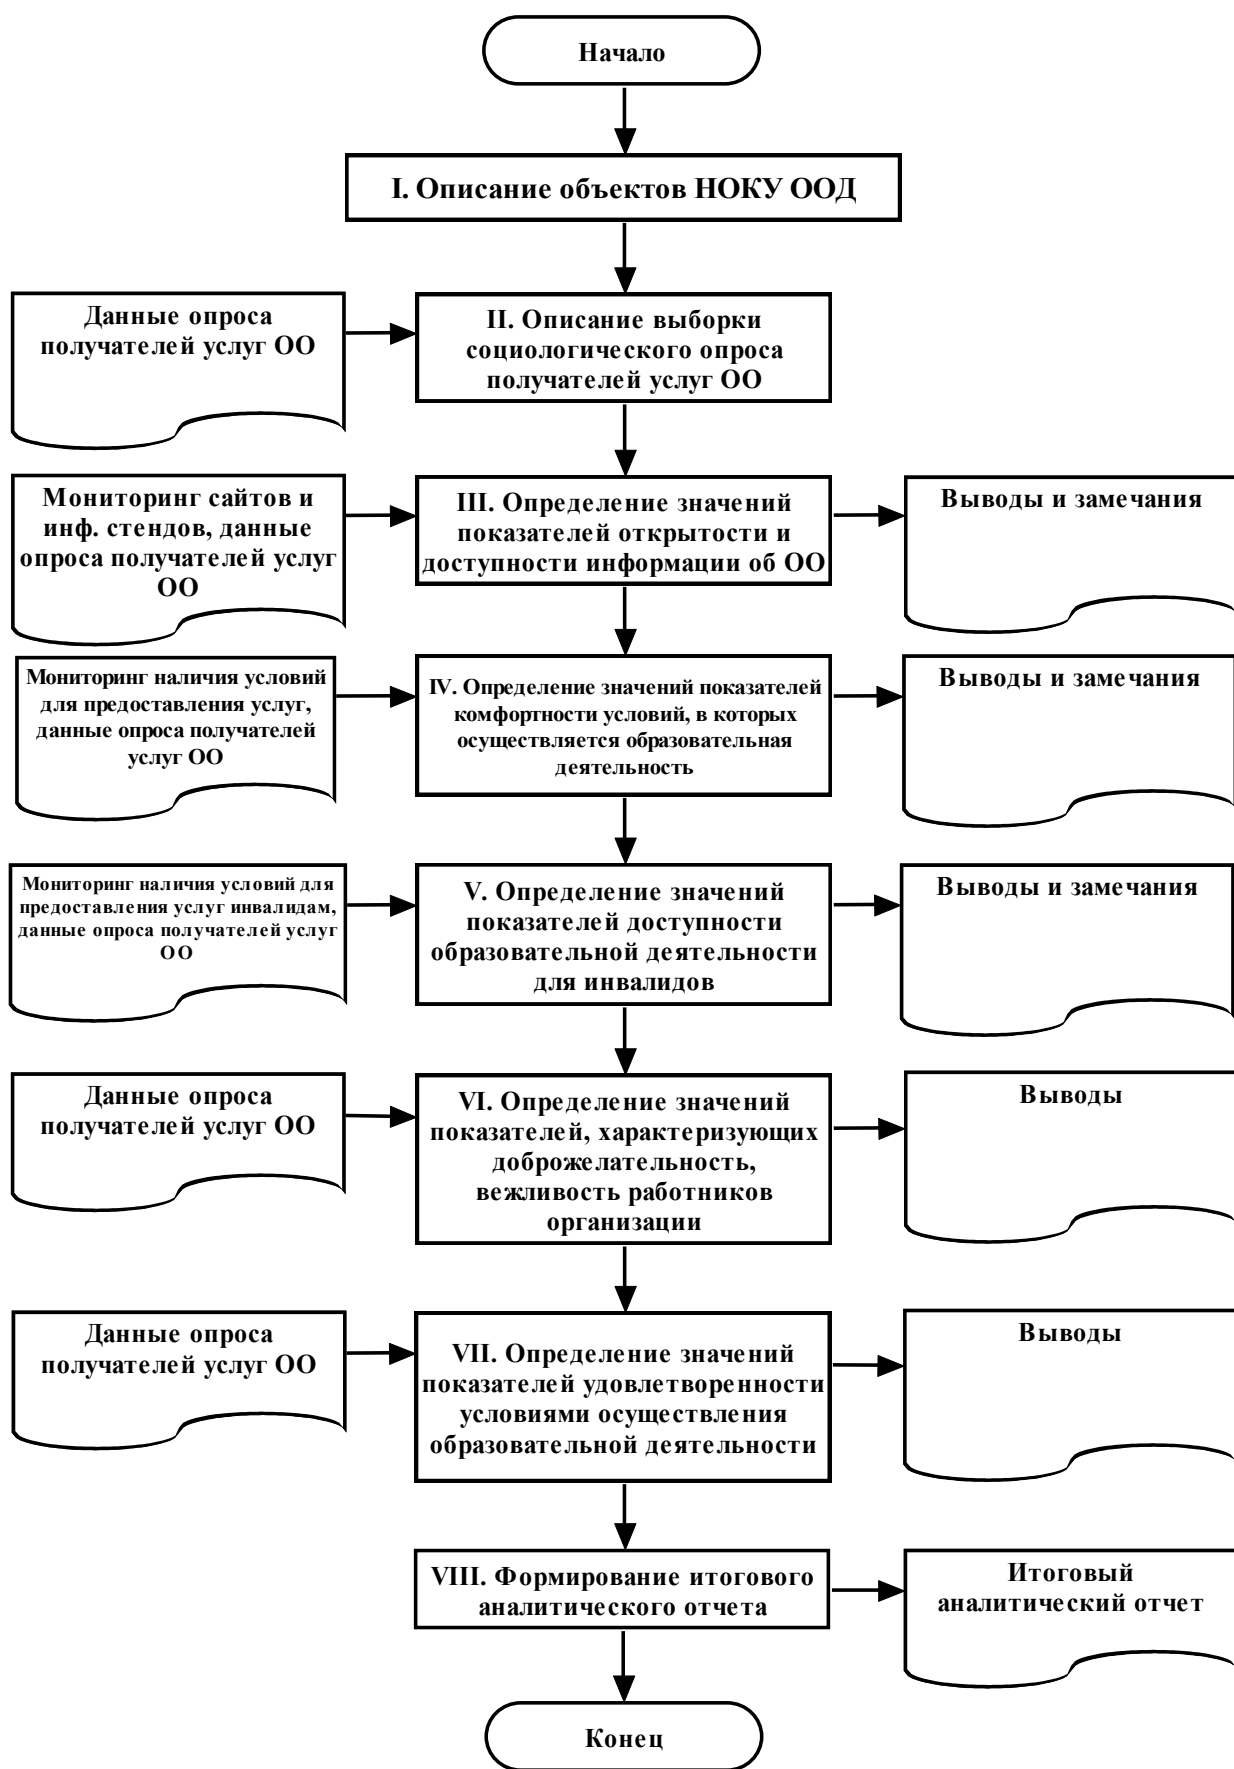 Начало
I. Описание объектов НОКУ ООД
Данные опроса
получателей услуг ОО
II. Описание выборки
социологического опроса
получателей услуг ОО
Мониторинг сайтов и
инф. стендов, данные
опроса получателей услуг
ОО
III. Определение значений
показателей открытости и
доступности информации об ОО
Выводы и замечания
Мониторинг наличия условий
для предоставления услуг,
данные опроса получателей
услуг ОО
IV. Определение значений показателей
комфортности условий, в которых
осуществляется образовательная
деятельность
Выводы и замечания
Мониторинг наличия условий для
предоставления услуг инвалидам,
данные опроса получателей услуг
ОО
V. Определение значений
показателей доступности
образовательной деятельности
для инвалидов
Выводы и замечания
Данные опроса
получателей услуг ОО
VI. Определение значений
показателей, характеризующих
доброжелательность,
вежливость работников
организации
Выводы
Данные опроса
получателей услуг ОО
VII. Определение значений
показателей удовлетворенности
условиями осуществления
образовательной деятельности
Выводы
VIII. Формирование итогового
аналитического отчета
Итоговый
аналитический отчет
Конец